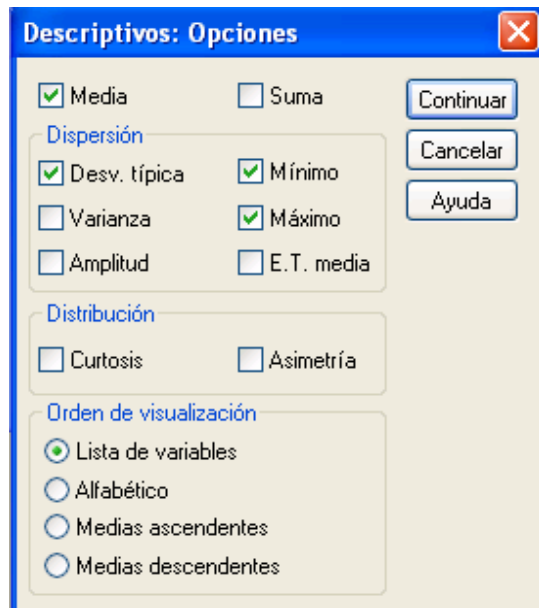 Descriptivos: Opciones
Media Suma
Continuar
Dispersión
Cancelar
Desv. típica Mínimo
Ayuda
Varianza Máximo
Amplitud E.T. media
Distribución
Curtosis Asimetría
Orden de visualización
Lista de variables
Alfabético
Medias ascendentes
Medias descendentes